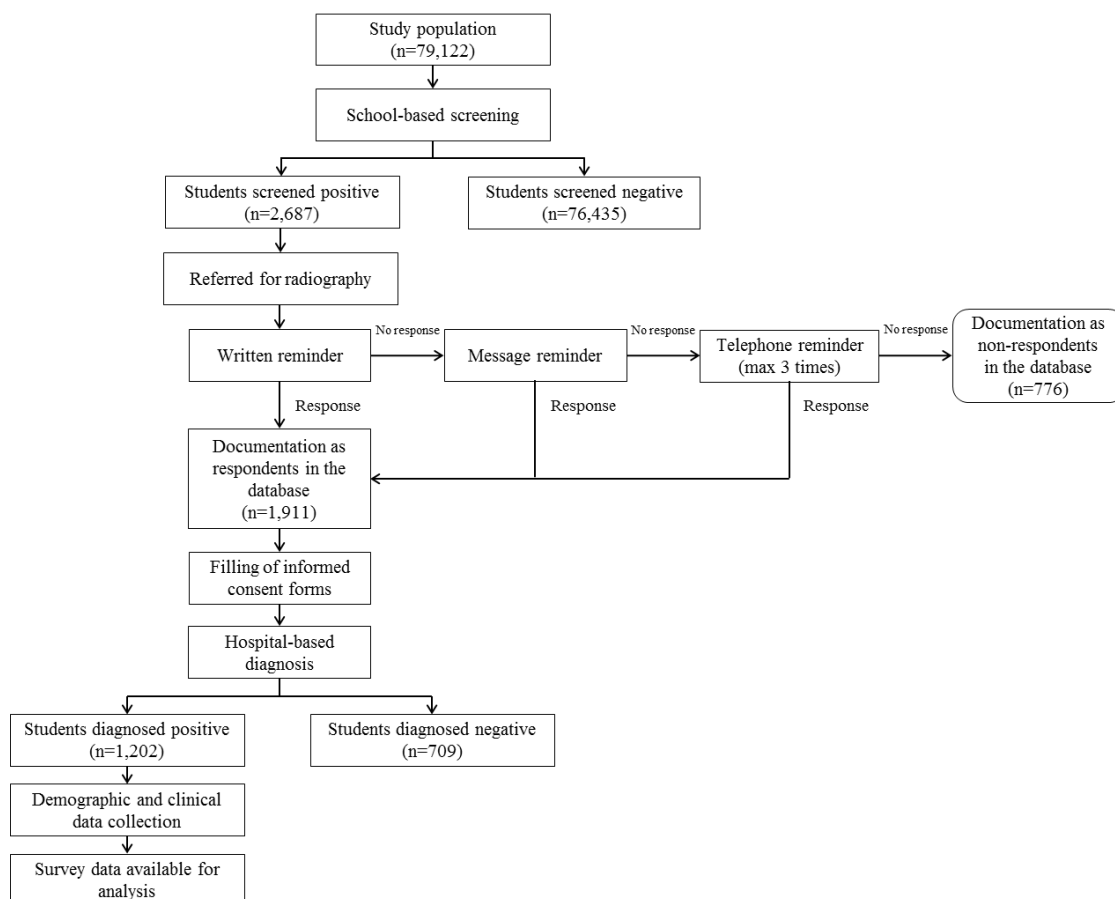 Study population
(n=79,122)
School-based screening
Students screened positive
(n=2,687)
Students screened negative
(n=76,435)
Referred for radiography
Written reminder
No response
Message reminder
No response
Telephone reminder
(max 3 times)
No response
Documentation as
non-respondents
in the database
(n=776)
Response
Response
Response
Documentation as
respondents in the
database
(n=1,911)
Filling of informed
consent forms
Hospital-based
diagnosis
Students diagnosed positive
(n=1,202)
Students diagnosed negative
(n=709)
Demographic and clinical
data collection
Survey data available for
analysis